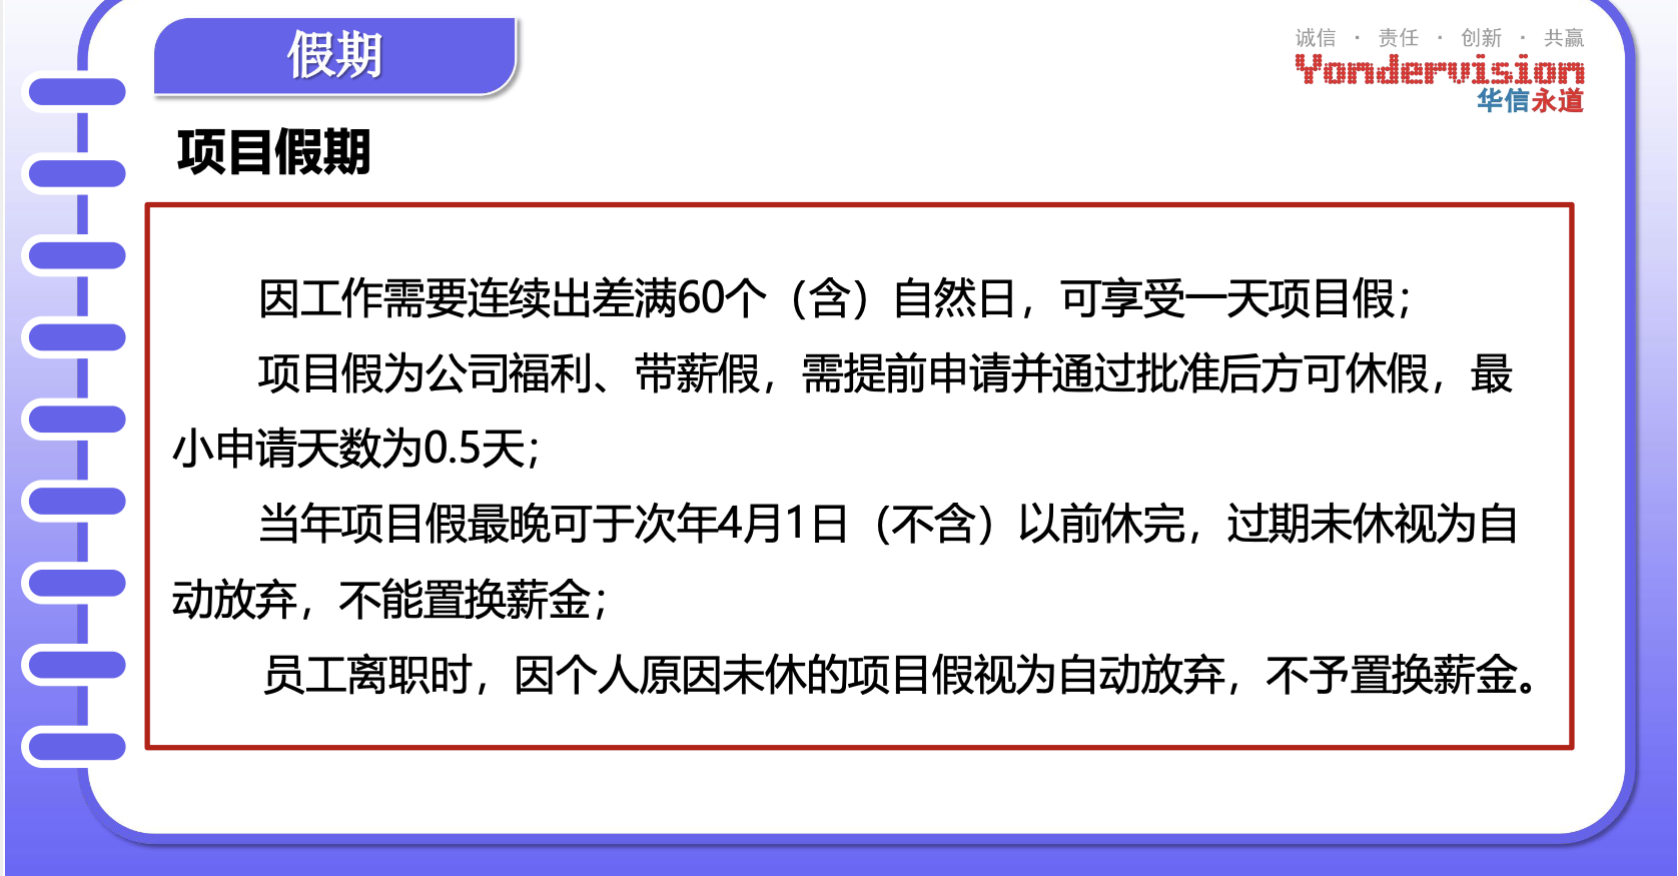 假期
诚信 · 责任 · 创新 · 共赢
Yondervision
华信永道
项目假期
因工作需要连续出差满60个（含）自然日，可享受一天项目假；
项目假为公司福利、带薪假，需提前申请并通过批准后方可休假，最
小申请天数为0.5天；
当年项目假最晚可于次年4月1日（不含）以前休完，过期未休视为自
动放弃，不能置换薪金；
员工离职时，因个人原因未休的项目假视为自动放弃，不予置换薪金。